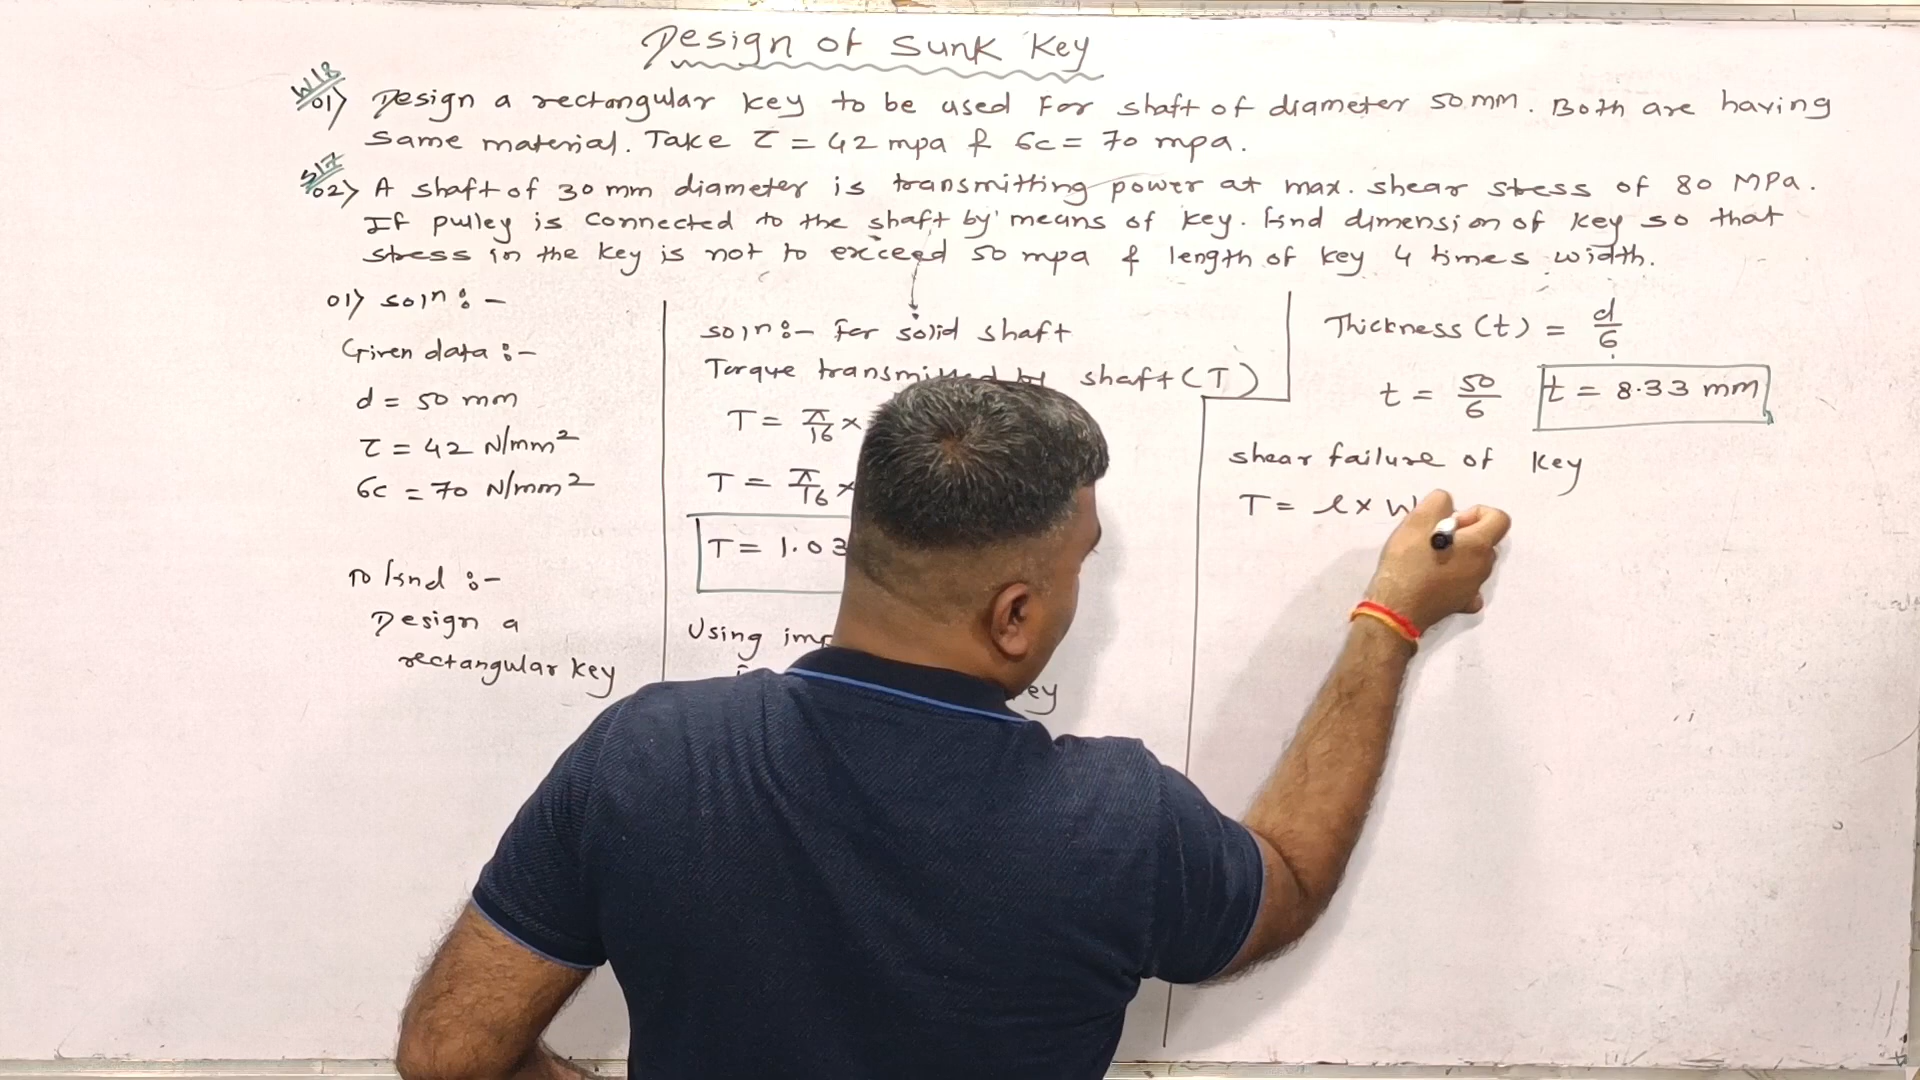 Design of Sunk Key
W18
01) Design a rectangular key to be used For shaft of diameter 50mm. Both are having
same material. Take τ = 42 mpa & σc = 70 mpa.
S17
02) A shaft of 30 mm diameter is transmitting power at max. shear stress of 80 MPa.
If pulley is connected to the shaft by means of key. find dimension of key so that
stress in the key is not to exceed 50 mpa & length of key 4 times width.
01) soln :-
Given data :-
d = 50 mm
τ = 42 N/mm²
σc = 70 N/mm²
To find :-
Design a
rectangular key
soln :- For solid shaft
Torque transmitted by shaft (T)
T = π/16 ×
T = π/16 ×
T = 1.03
Using
Thickness (t) = d/6
t = 50/6 t = 8.33 mm
shear failure of key
T = l × w